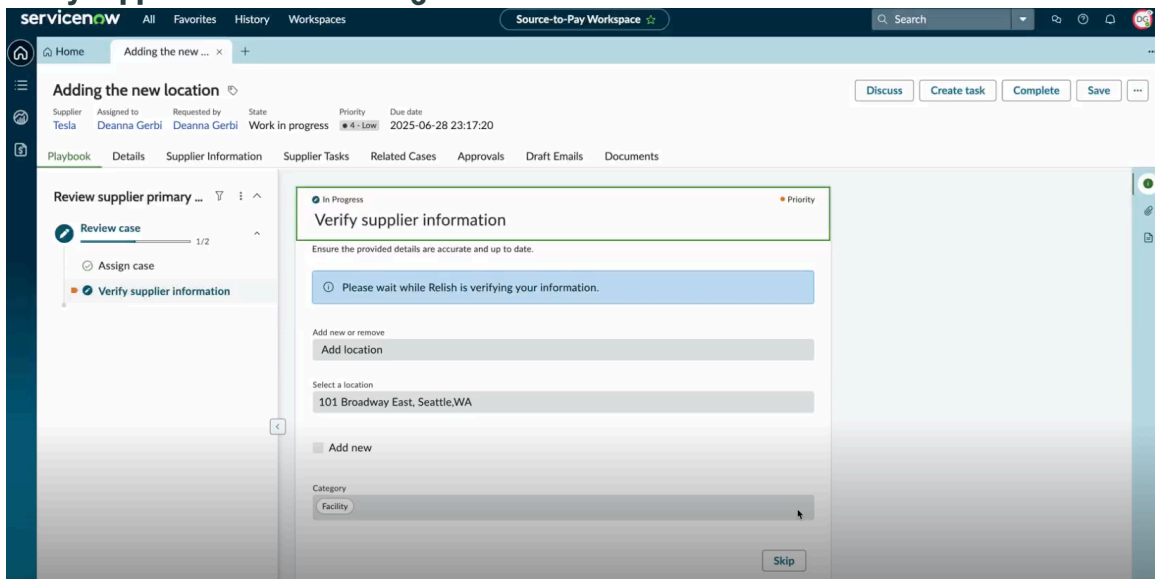 servicenow All Favorites History Workspaces Source-to-Pay Workspace Search DG
Home Adding the new ... × +
Adding the new location
Discuss Create task Complete Save
Supplier Assigned to Requested by State Priority Due date
Tesla Deanna Gerbi Deanna Gerbi Work in progress 4 - Low 2025-06-28 23:17:20
Playbook Details Supplier Information Supplier Tasks Related Cases Approvals Draft Emails Documents
Review supplier primary ...
Review case
1/2
Assign case
Verify supplier information
In Progress Priority
Verify supplier information
Ensure the provided details are accurate and up to date.
Please wait while Relish is verifying your information.
Add new or remove
Add location
Select a location
101 Broadway East, Seattle,WA
Add new
Category
Facility
Skip